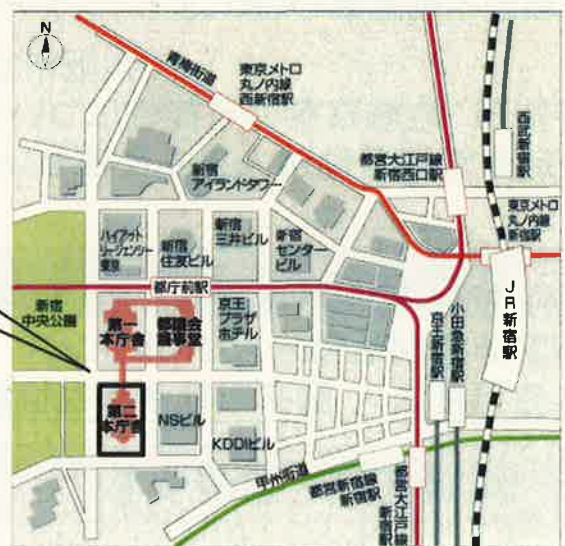 N
青梅街道
東京メトロ
丸ノ内線
西新宿駅
西武新宿駅
都営大江戸線
新宿西口駅
新宿
アイランドタワー
東京メトロ
丸ノ内線
新宿駅
ハイアット
リージェンシー
東京
新宿
住友ビル
新宿
三井ビル
新宿
センター
ビル
都庁前駅
JR新宿駅
新宿
中央公園
第一
本庁舎
都議会
議事堂
京王
プラザ
ホテル
小田急新宿駅
京王新宿駅
第二
本庁舎
NSビル
KDDIビル
甲州街道
都営新宿線
新宿駅
都営大江戸線
新宿駅